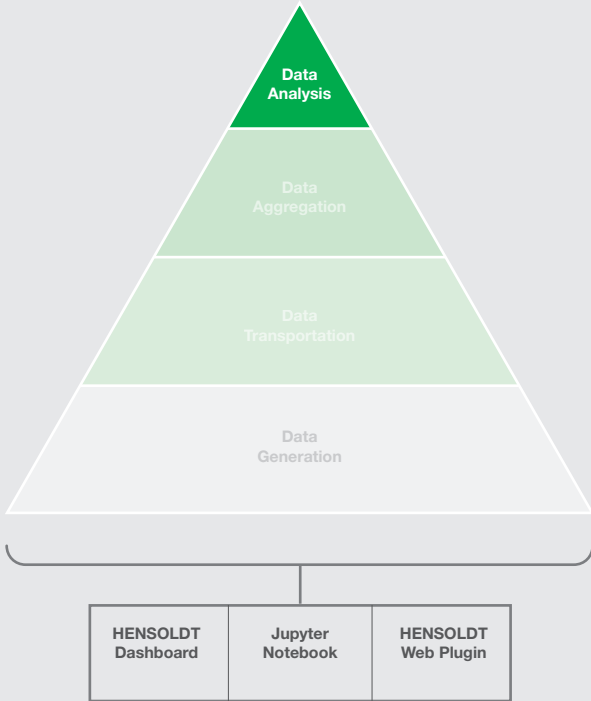 Data
Analysis
Data
Aggregation
Data
Transportation
Data
Generation
HENSOLDT
Dashboard
Jupyter
Notebook
HENSOLDT
Web Plugin